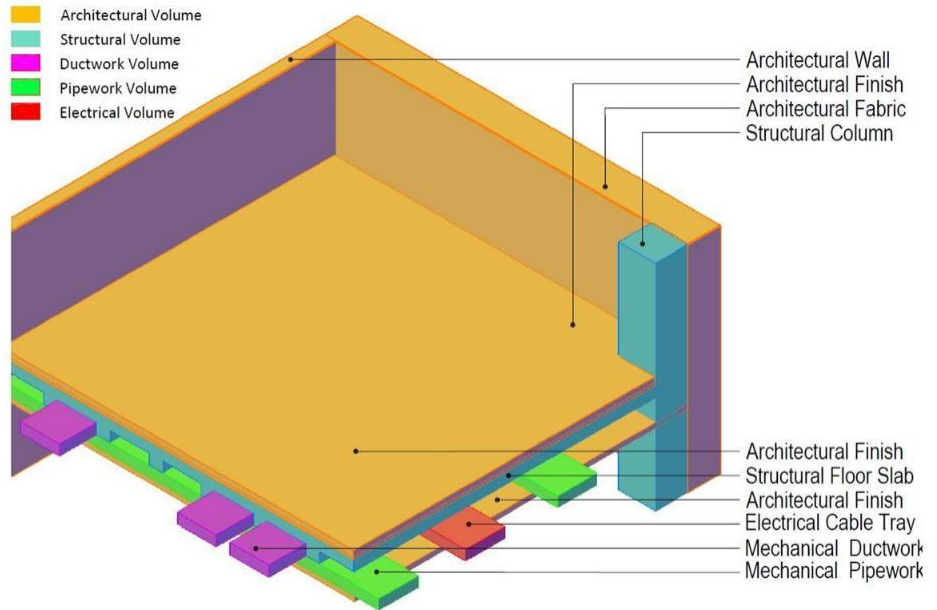 Architectural Volume
Structural Volume
Ductwork Volume
Pipework Volume
Electrical Volume
Architectural Wall
Architectural Finish
Architectural Fabric
Structural Column
Architectural Finish
Structural Floor Slab
Architectural Finish
Electrical Cable Tray
Mechanical Ductwork
Mechanical Pipework